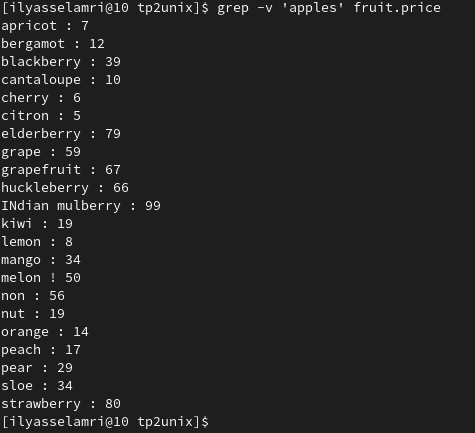 [ilyasselamri@10 tp2unix]$ grep -v 'apples' fruit.price
apricot : 7
bergamot : 12
blackberry : 39
cantaloupe : 10
cherry : 6
citron : 5
elderberry : 79
grape : 59
grapefruit : 67
huckleberry : 66
INdian mulberry : 99
kiwi : 19
lemon : 8
mango : 34
melon ! 50
non : 56
nut : 19
orange : 14
peach : 17
pear : 29
sloe : 34
strawberry : 80
[ilyasselamri@10 tp2unix]$